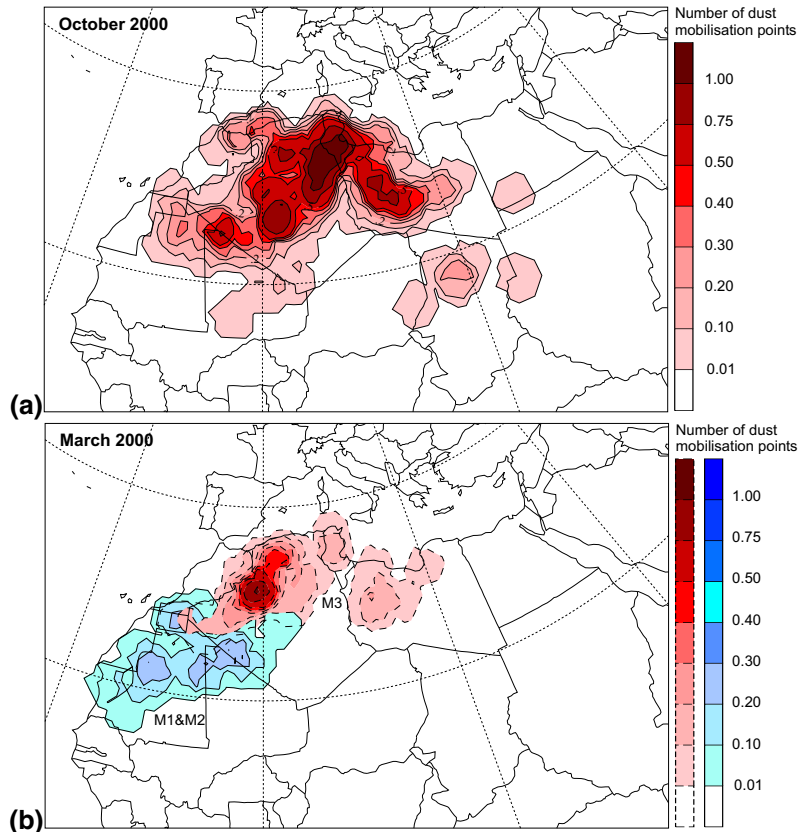 October 2000
Number of dust
mobilisation points
1.00
0.75
0.50
0.40
0.30
0.20
0.10
0.01
(a)
March 2000
Number of dust
mobilisation points
1.00
0.75
0.50
0.40
0.30
0.20
0.10
0.01
M3
M1&M2
(b)